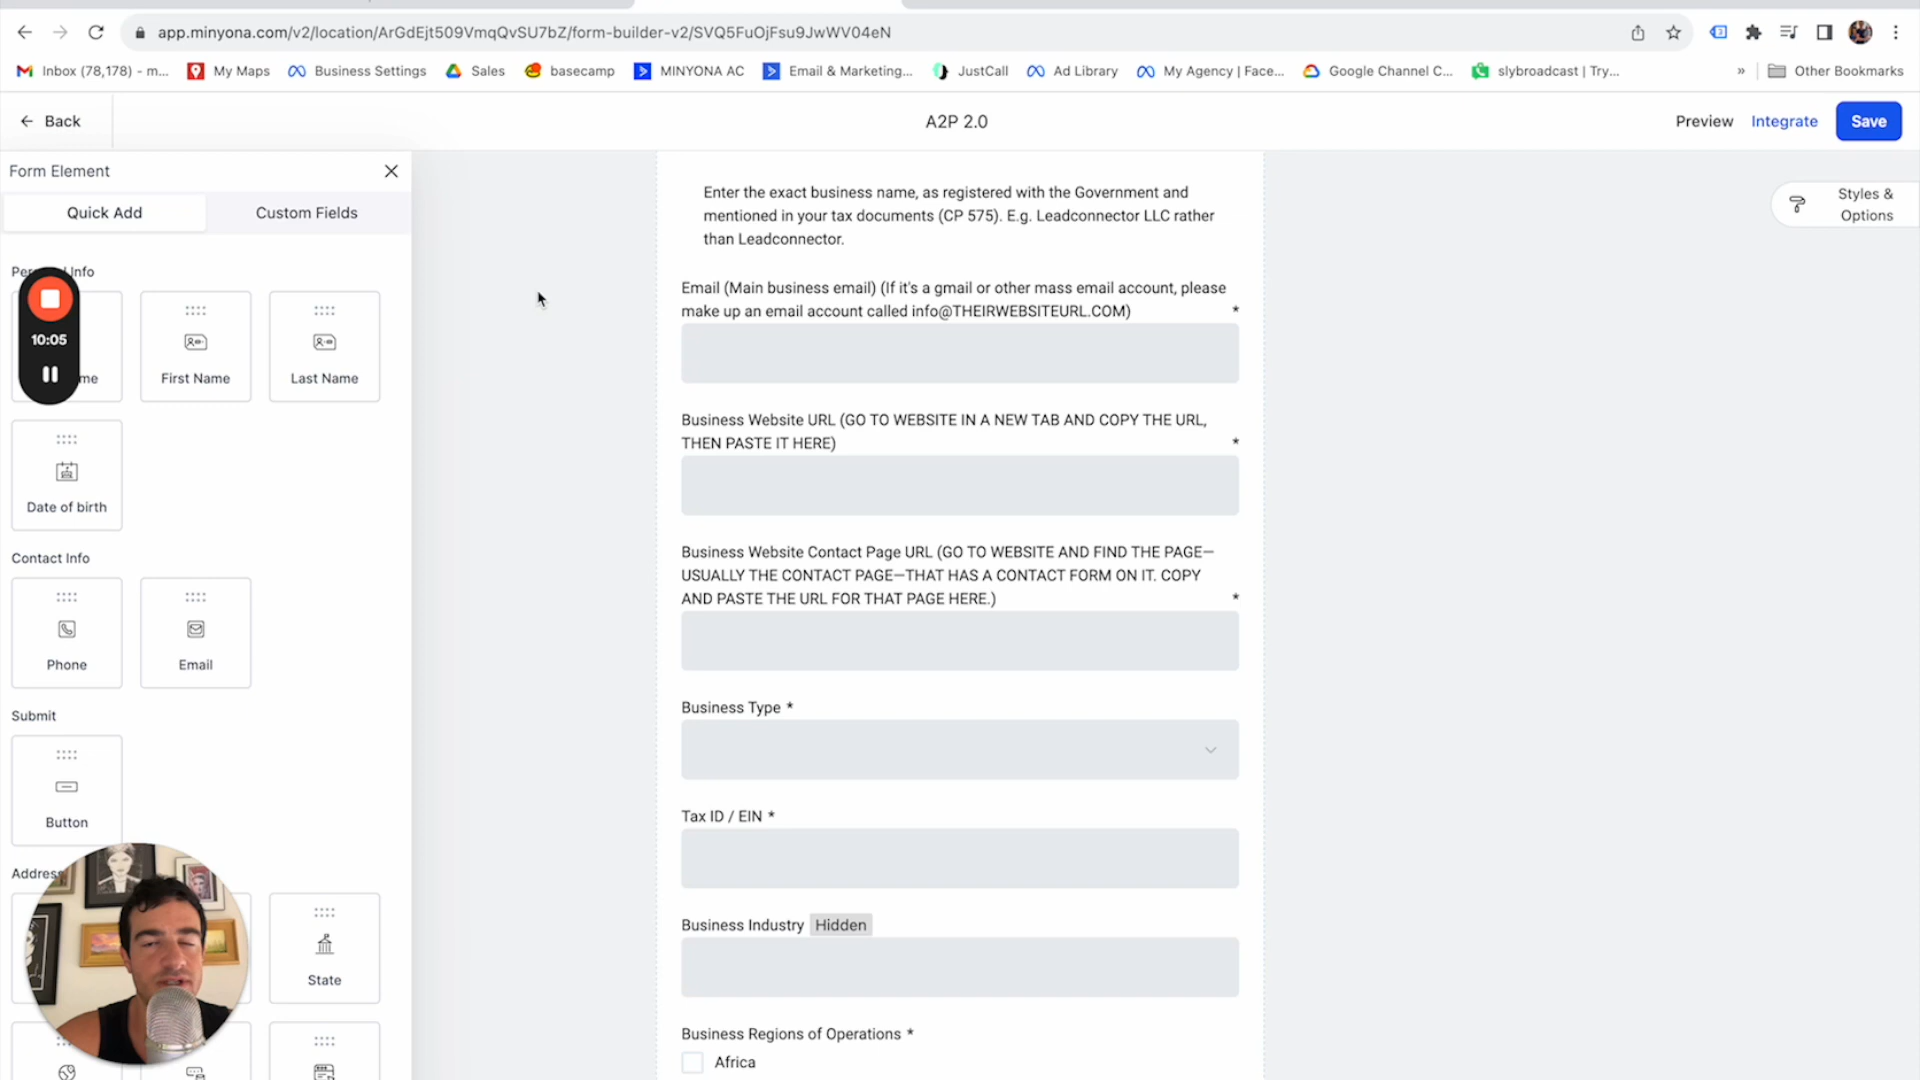 app.minyona.com/v2/location/ArGdEjt509VmqQvSU7bZ/form-builder-v2/SVQ5FuOjFsu9JwWV04eN
Inbox (78,178) - m...
My Maps
Business Settings
Sales
basecamp
MINYONA AC
Email & Marketing...
JustCall
Ad Library
My Agency | Face...
Google Channel C...
slybroadcast | Try...
»
Other Bookmarks
Back
A2P 2.0
Preview
Integrate
Save
Form Element
Quick Add
Custom Fields
Styles &
Options
Info
10:05
me
First Name
Last Name
Date of birth
Contact Info
Phone
Email
Submit
Button
Address
State
Enter the exact business name, as registered with the Government and
mentioned in your tax documents (CP 575). E.g. Leadconnector LLC rather
than Leadconnector.
Email (Main business email) (If it's a gmail or other mass email account, please
make up an email account called info@THEIRWEBSITEURL.COM) *
Business Website URL (GO TO WEBSITE IN A NEW TAB AND COPY THE URL,
THEN PASTE IT HERE) *
Business Website Contact Page URL (GO TO WEBSITE AND FIND THE PAGE—
USUALLY THE CONTACT PAGE—THAT HAS A CONTACT FORM ON IT. COPY
AND PASTE THE URL FOR THAT PAGE HERE.) *
Business Type *
Tax ID / EIN *
Business Industry Hidden
Business Regions of Operations *
Africa